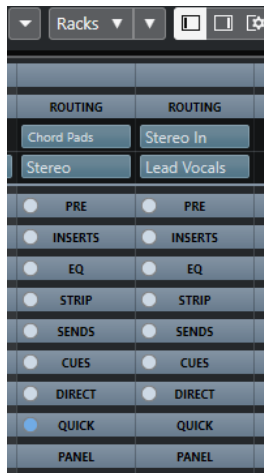 Racks
ROUTING ROUTING
Chord Pads Stereo In
Stereo Lead Vocals
PRE PRE
INSERTS INSERTS
EQ EQ
STRIP STRIP
SENDS SENDS
CUES CUES
DIRECT DIRECT
QUICK QUICK
PANEL PANEL